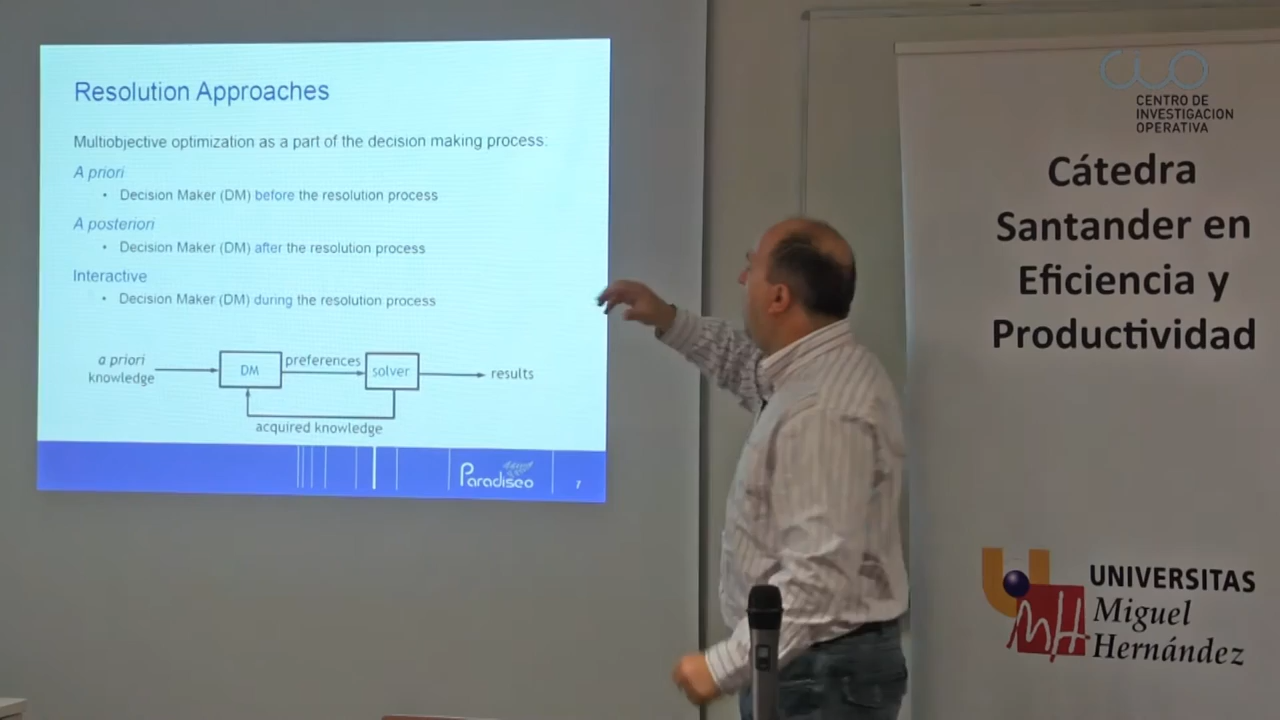 Resolution Approaches
Multiobjective optimization as a part of the decision making process:
A priori
• Decision Maker (DM) before the resolution process
A posteriori
• Decision Maker (DM) after the resolution process
Interactive
• Decision Maker (DM) during the resolution process
a priori
knowledge
DM
preferences
solver
results
acquired knowledge
Paradiseo
7
CIO
CENTRO DE
INVESTIGACION
OPERATIVA
Cátedra
Santander en
Eficiencia y
Productividad
UMH
UNIVERSITAS
Miguel
Hernández